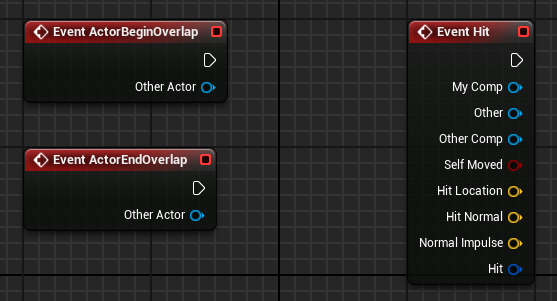 Event ActorBeginOverlap
Other Actor
Event ActorEndOverlap
Other Actor
Event Hit
My Comp
Other
Other Comp
Self Moved
Hit Location
Hit Normal
Normal Impulse
Hit